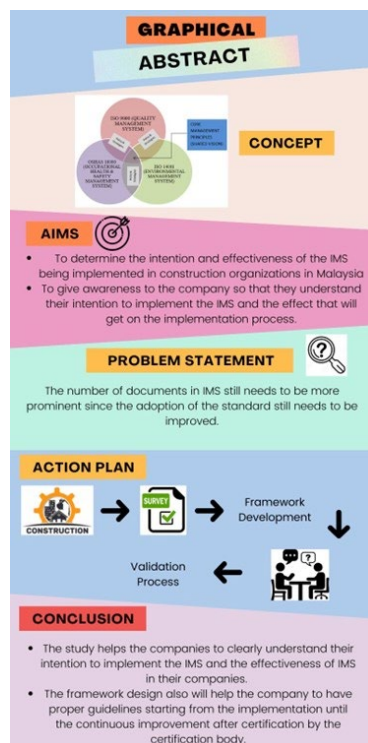 GRAPHICAL
ABSTRACT
ISO 9001 (QUALITY
MANAGEMENT
SYSTEM)
MANAGEMENT
PRINCIPLE
OHSAS 18001
(OCCUPATIONAL
HEALTH &
SAFETY
MANAGEMENT
SYSTEM)
ISO 14001
(ENVIRONMENTAL
MANAGEMENT
SYSTEM)
CONCEPT
AIMS
• To determine the intention and effectiveness of the IMS
being implemented in construction organizations in Malaysia
• To give awareness to the company so that they understand
their intention to implement the IMS and the effect that will
get on the implementation process.
PROBLEM STATEMENT
?
The number of documents in IMS still needs to be more
prominent since the adoption of the standard still needs to be
improved.
ACTION PLAN
CONSTRUCTION
SURVEY
Framework
Development
?
Validation
Process
CONCLUSION
• The study helps the companies to clearly understand their
intention to implement the IMS and the effectiveness of IMS
in their companies.
• The framework design also will help the company to have
proper guidelines starting from the implementation until
the continuous improvement after certification by the
certification body.